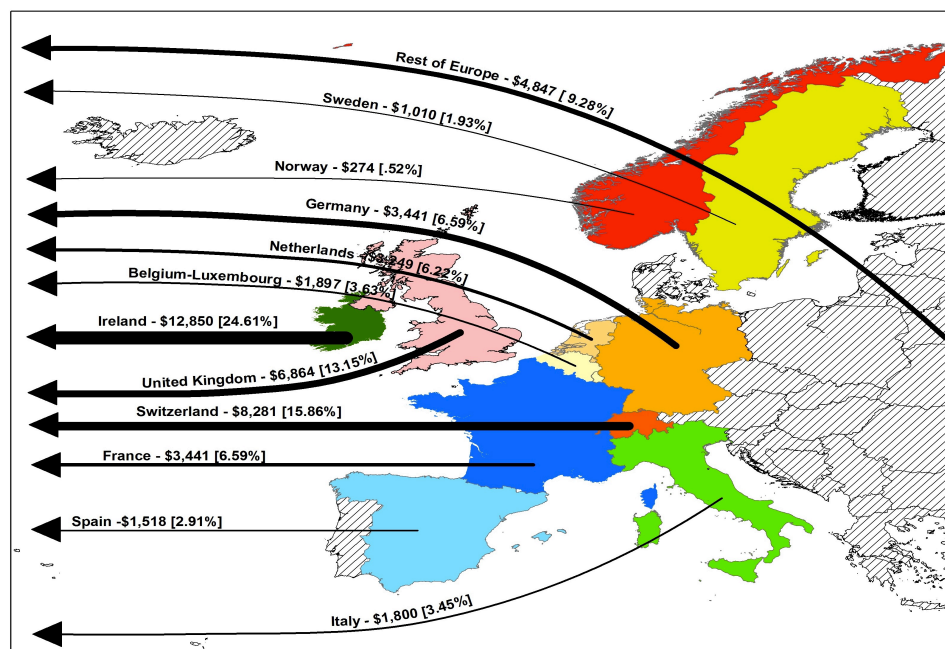 Rest of Europe - $4,847 [ 9.28%]
Sweden - $1,010 [1.93%]
Norway - $274 [.52%]
Germany - $3,441 [6.59%]
Netherlands - $3,249 [6.22%]
Belgium-Luxembourg - $1,897 [3.63%]
Ireland - $12,850 [24.61%]
United Kingdom - $6,864 [13.15%]
Switzerland - $8,281 [15.86%]
France - $3,441 [6.59%]
Spain -$1,518 [2.91%]
Italy - $1,800 [3.45%]